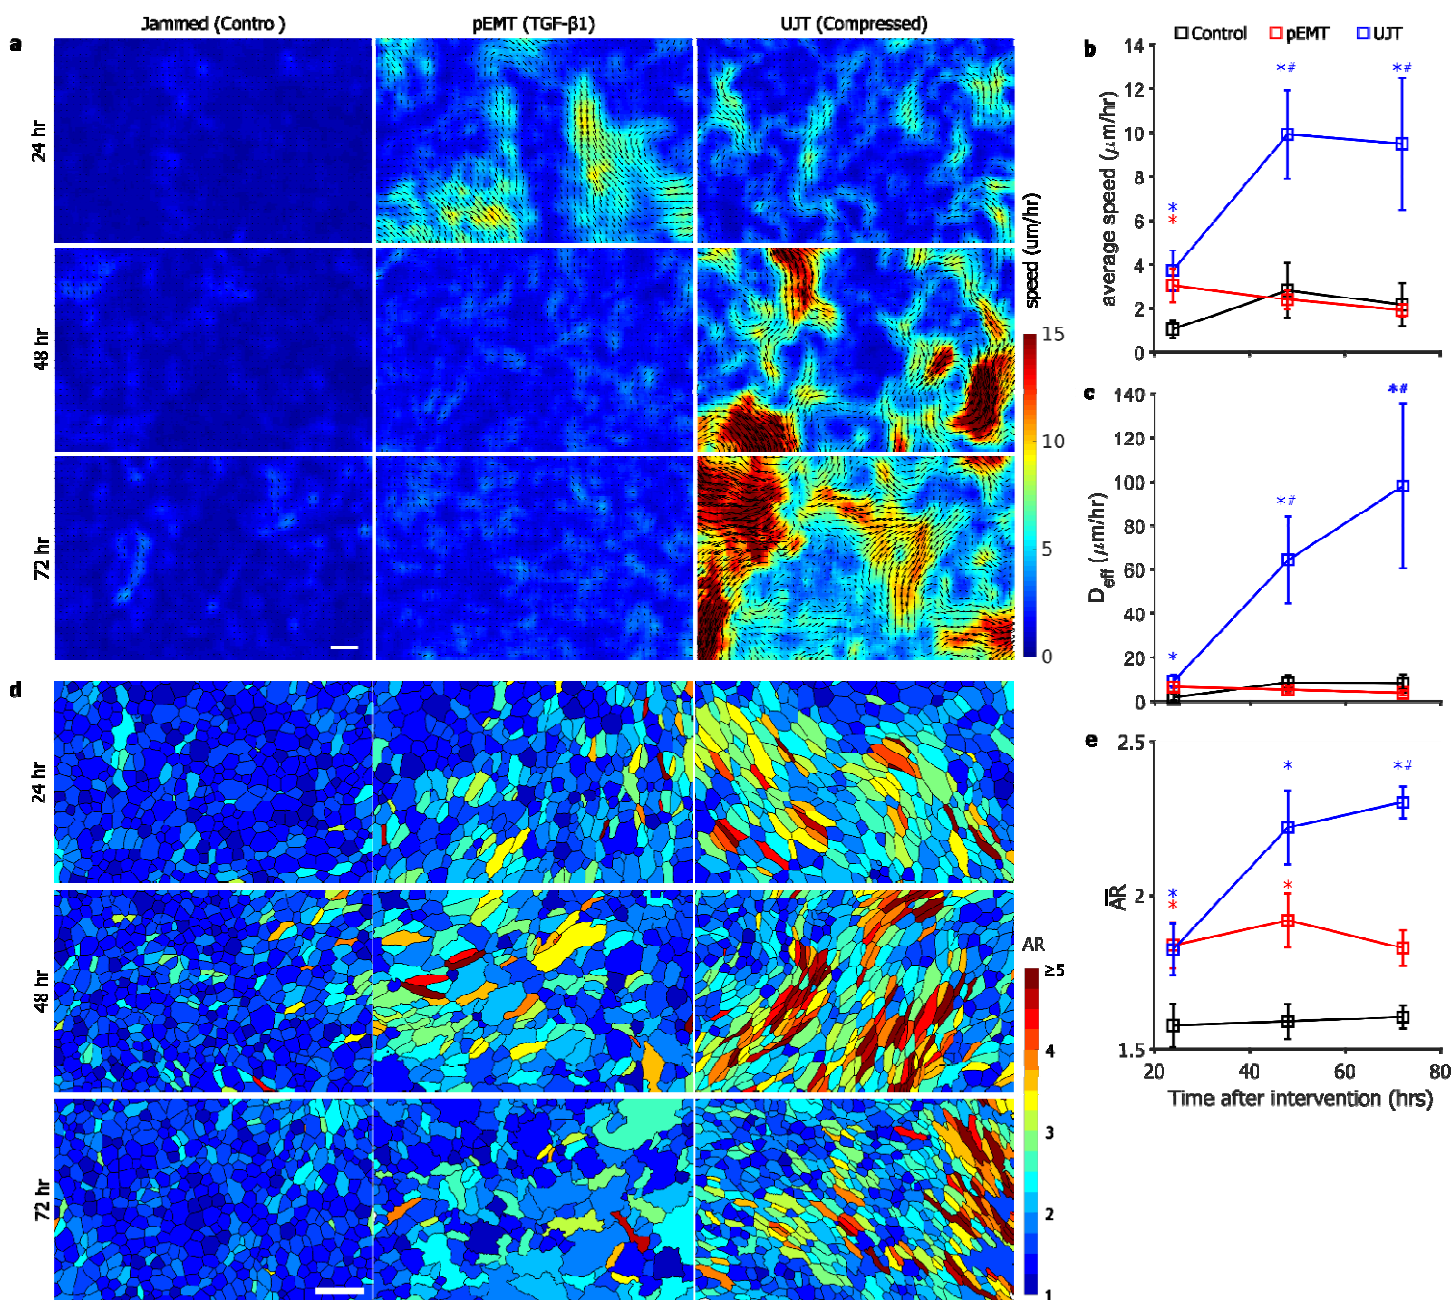 Jammed (Contro )
pEMT (TGF-β1)
UJT (Compressed)
a
24 hr
48 hr
72 hr
speed (um/hr)
15
10
5
0
Control
pEMT
UJT
b
14
12
10
8
6
4
2
0
average speed (μm/hr)
*#
*#
*
*
c
140
120
100
80
60
40
20
0
D_eff (μm/hr)
*#
*#
*
d
24 hr
48 hr
72 hr
AR
≥5
4
3
2
1
e
2.5
2
1.5
A̅R̅
*
*#
*
*
*
20
40
60
80
Time after intervention (hrs)